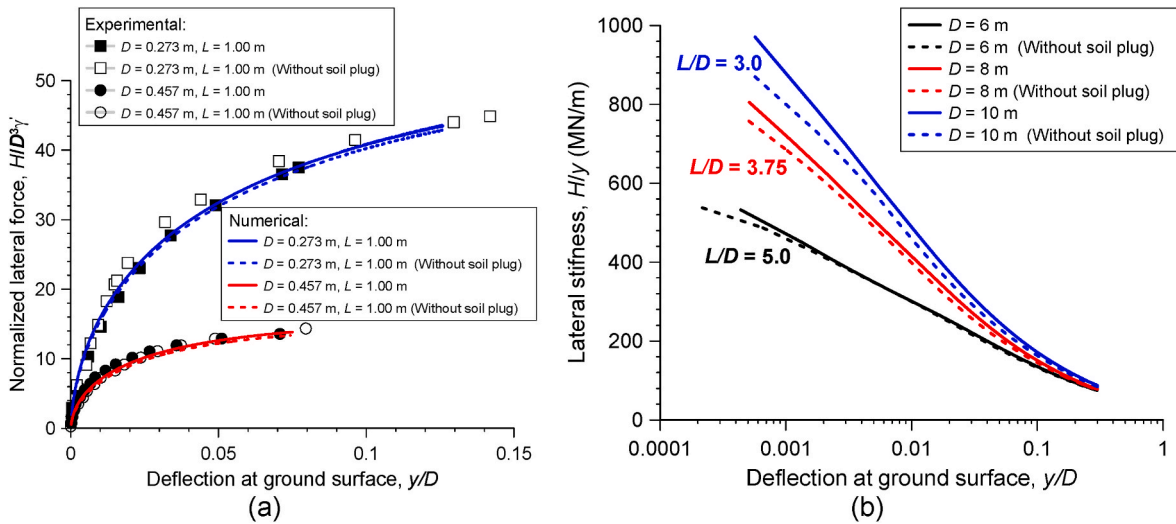 Experimental:
D = 0.273 m, L = 1.00 m
D = 0.273 m, L = 1.00 m (Without soil plug)
D = 0.457 m, L = 1.00 m
D = 0.457 m, L = 1.00 m (Without soil plug)
Normalized lateral force, H/D³γ'
50
40
30
20
10
0
Numerical:
D = 0.273 m, L = 1.00 m
D = 0.273 m, L = 1.00 m (Without soil plug)
D = 0.457 m, L = 1.00 m
D = 0.457 m, L = 1.00 m (Without soil plug)
0 0.05 0.1 0.15
Deflection at ground surface, y/D
(a)
Lateral stifness, H/y (MN/m)
1000
800
600
400
200
0
L/D = 3.0
L/D = 3.75
L/D = 5.0
D = 6 m
D = 6 m (Without soil plug)
D = 8 m
D = 8 m (Without soil plug)
D = 10 m
D = 10 m (Without soil plug)
0.0001 0.001 0.01 0.1 1
Deflection at ground surface, y/D
(b)